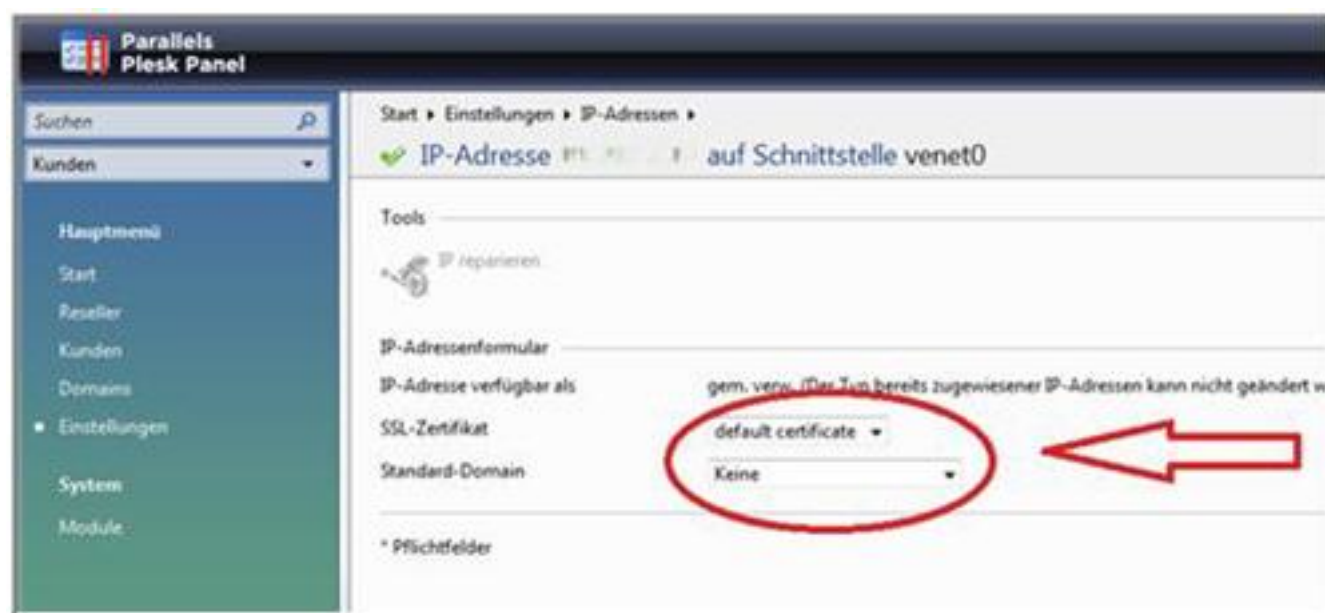 Parallels
Plesk Panel
Suchen
Kunden
Hauptmenü
Start
Reseller
Kunden
Domains
Einstellungen
System
Module
Start ▸ Einstellungen ▸ IP-Adressen ▸
IP-Adresse auf Schnittstelle venet0
Tools
IP reparieren
IP-Adressenformular
IP-Adresse verfügbar als gem. verw. (Der Typ bereits zugewiesener IP-Adressen kann nicht geändert w
SSL-Zertifikat default certificate
Standard-Domain Keine
* Pflichtfelder